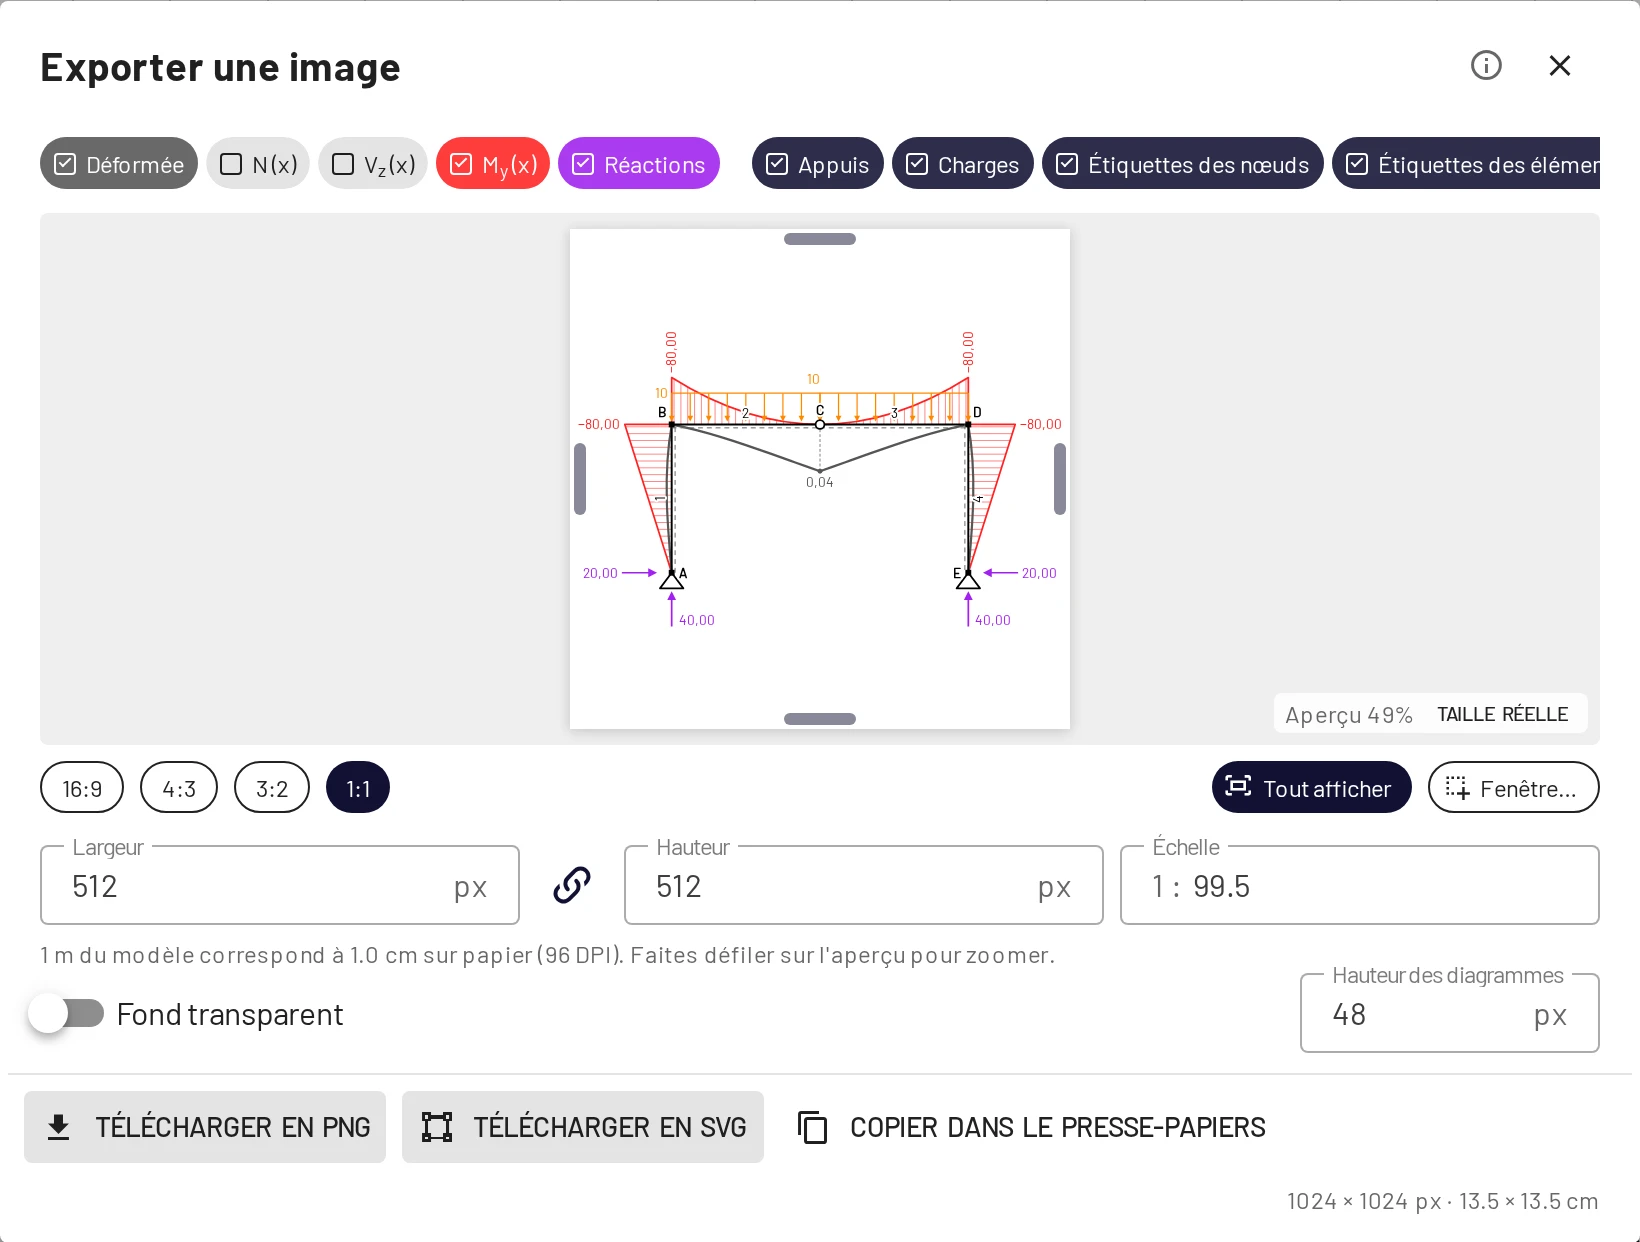 Exporter une image
Déformée N(x) Vz(x) My(x) Réactions Appuis Charges Étiquettes des nœuds Étiquettes des élémer
−80,00 −80,00
10
10
B 2 C 3 D
−80,00 −80,00
0,04
1 4
20,00 A E 20,00
40,00 40,00
Aperçu 49% TAILLE RÉELLE
16:9 4:3 3:2 1:1 Tout afficher Fenêtre...
Largeur Hauteur Échelle
512 px 512 px 1 : 99.5
1 m du modèle correspond à 1.0 cm sur papier (96 DPI). Faites défiler sur l'aperçu pour zoomer.
Hauteur des diagrammes
Fond transparent 48 px
TÉLÉCHARGER EN PNG TÉLÉCHARGER EN SVG COPIER DANS LE PRESSE-PAPIERS
1024 × 1024 px · 13.5 × 13.5 cm